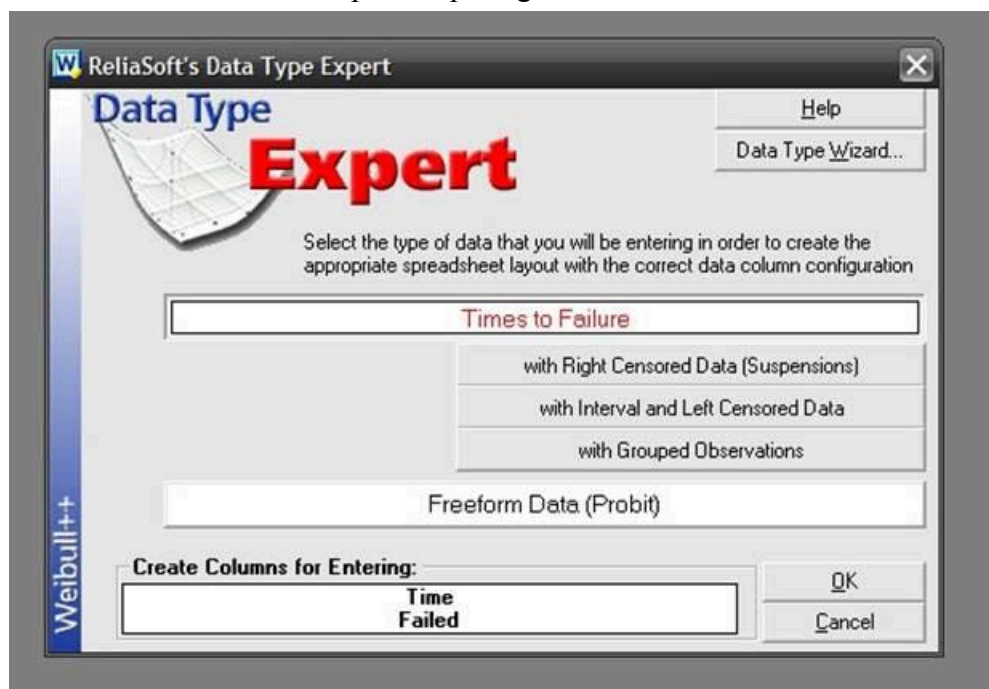 ReliaSoft's Data Type Expert
Data Type
Expert
Help
Data Type Wizard...
Select the type of data that you will be entering in order to create the
appropriate spreadsheet layout with the correct data column configuration
Times to Failure
with Right Censored Data (Suspensions)
with Interval and Left Censored Data
with Grouped Observations
Freeform Data (Probit)
Weibull++
Create Columns for Entering:
Time
Failed
OK
Cancel